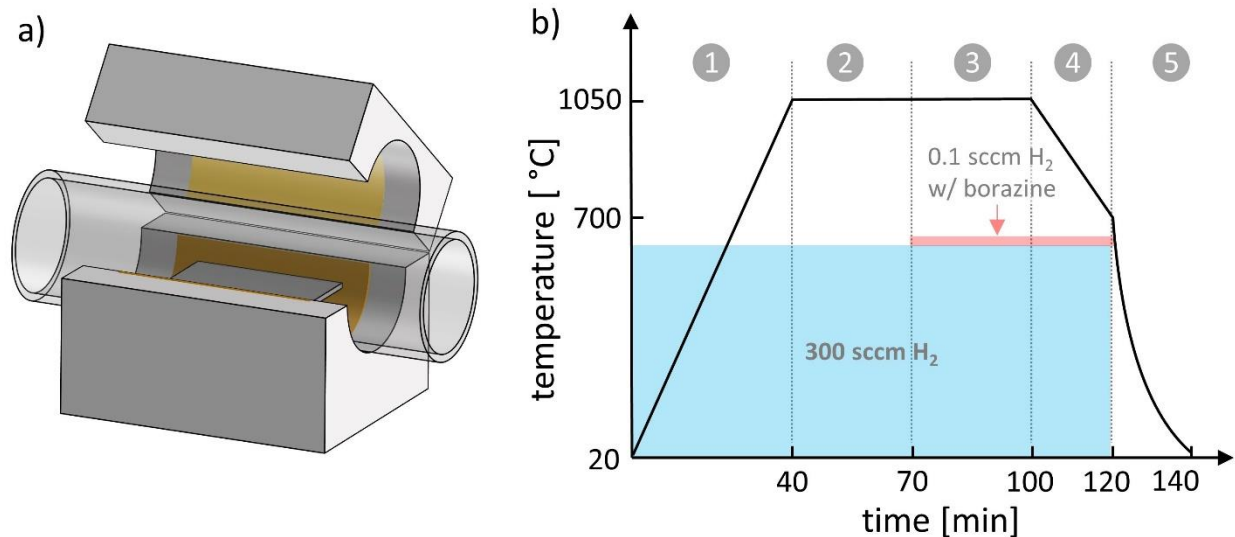 a)
b)
1 2 3 4 5
temperature [ °C]
1050
700
20
0.1 sccm H₂
w/ borazine
300 sccm H₂
40 70 100 120 140
time [min]